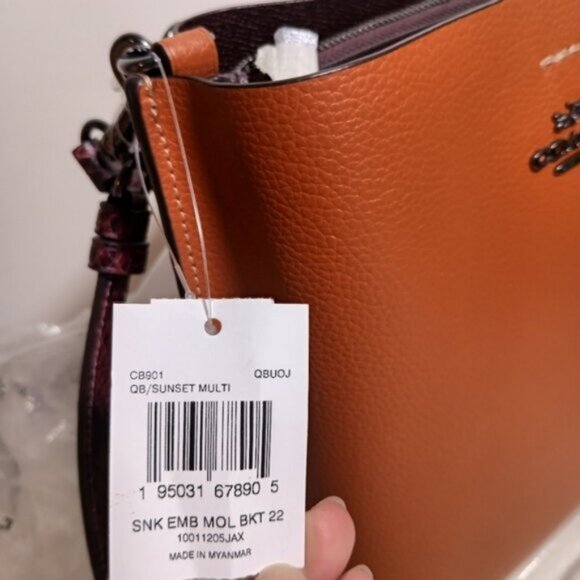 CB901 QBUOJ
QB/SUNSET MULTI
1 95031 67890 5
SNK EMB MOL BKT 22
10011205JAX
MADE IN MYANMAR